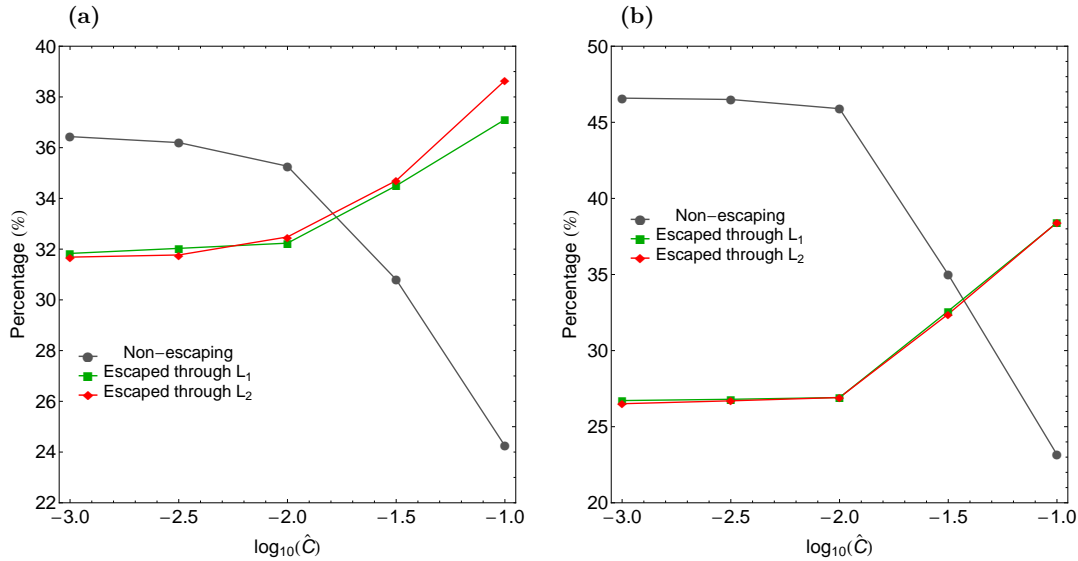 (a)
40
38
36
34
32
30
28
26
24
22
Percentage (%)
Non−escaping
Escaped through L1
Escaped through L2
−3.0 −2.5 −2.0 −1.5 −1.0
log10(Ĉ)
(b)
50
45
40
35
30
25
20
Percentage (%)
Non−escaping
Escaped through L1
Escaped through L2
−3.0 −2.5 −2.0 −1.5 −1.0
log10(Ĉ)